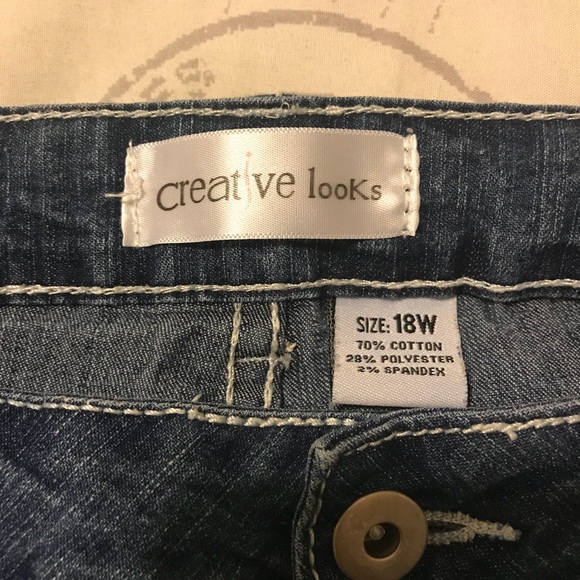 creative looks
SIZE: 18W
70% COTTON
28% POLYESTER
2% SPANDEX